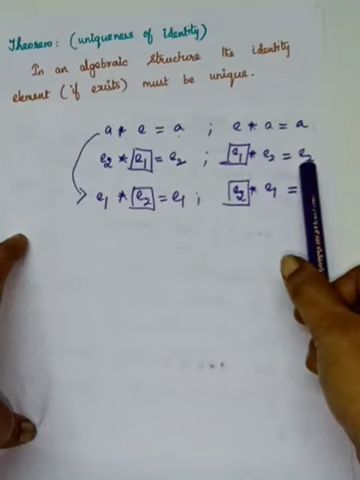 Theorem: (uniqueness of identity)
In an algebraic structure its identity
element (if exits) must be unique.
a * e = a ; e * a = a
e₂ * e₁ = e₂ ; e₁ * e₂ = e₂
e₁ * e₂ = e₁ ; e₂ * e₁ =